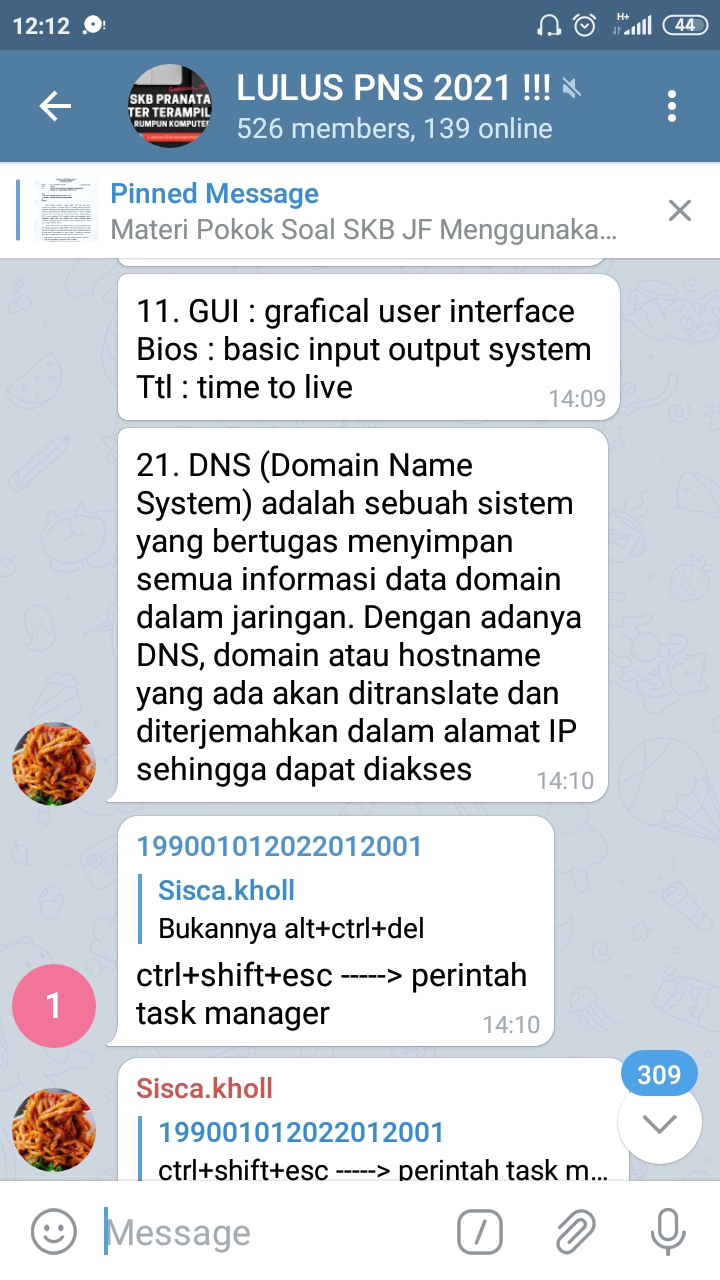 12:12
H+
44
SKB PRANATA
TER TERAMPIL
RUMPUN KOMPUTER
LULUS PNS 2021 !!!
526 members, 139 online
Pinned Message
Materi Pokok Soal SKB JF Menggunaka...
11. GUI : grafical user interface
Bios : basic input output system
Ttl : time to live
14:09
21. DNS (Domain Name
System) adalah sebuah sistem
yang bertugas menyimpan
semua informasi data domain
dalam jaringan. Dengan adanya
DNS, domain atau hostname
yang ada akan ditranslate dan
diterjemahkan dalam alamat IP
sehingga dapat diakses
14:10
199001012022012001
Sisca.kholl
Bukannya alt+ctrl+del
ctrl+shift+esc -----> perintah
task manager
14:10
1
Sisca.kholl
199001012022012001
ctrl+shift+esc -----> perintah task m...
309
Message